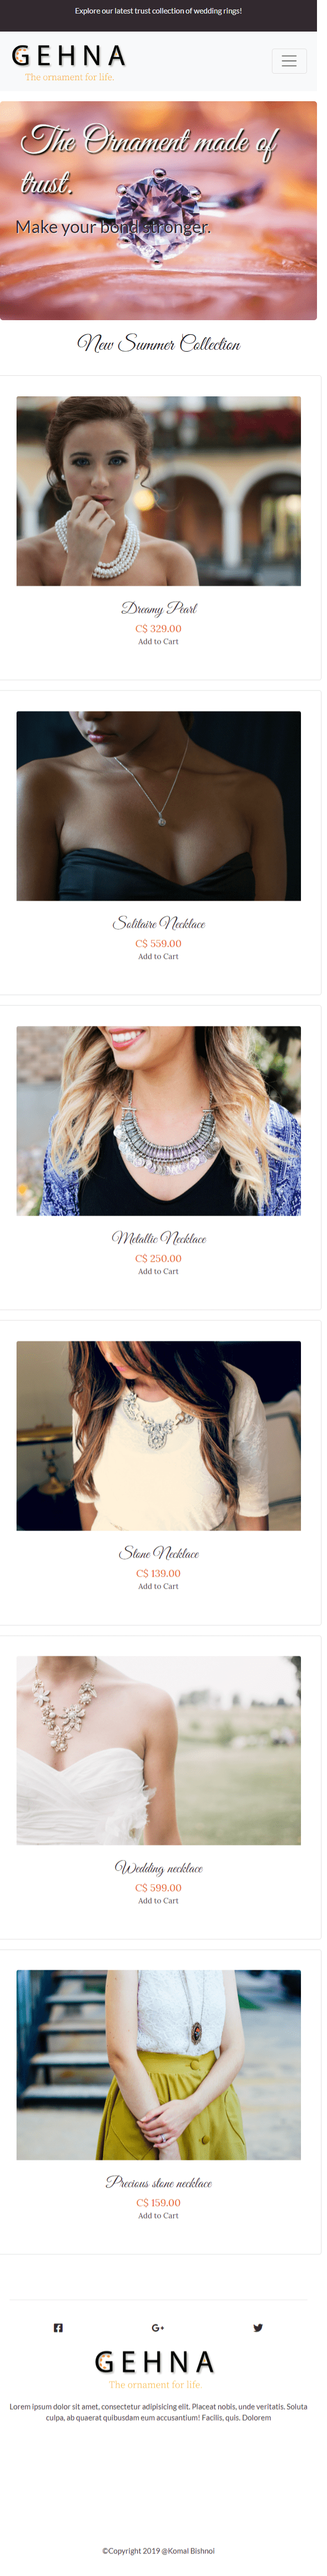 Explore our latest trust collection of wedding rings!
GEHNA
The ornament for life.
The Ornament made of
trust.
Make your bond stronger.
New Summer Collection
Dreamy Pearl
C$ 329.00
Add to Cart
Solitaire Necklace
C$ 559.00
Add to Cart
Metallic Necklace
C$ 250.00
Add to Cart
Stone Necklace
C$ 139.00
Add to Cart
Wedding necklace
C$ 599.00
Add to Cart
Precious stone necklace
C$ 159.00
Add to Cart
GEHNA
The ornament for life.
Lorem ipsum dolor sit amet, consectetur adipisicing elit. Placeat nobis, unde veritatis. Soluta
culpa, ab quaerat quibusdam eum accusantium! Facilis, quis. Dolorem
©Copyright 2019 @Komal Bishnoi